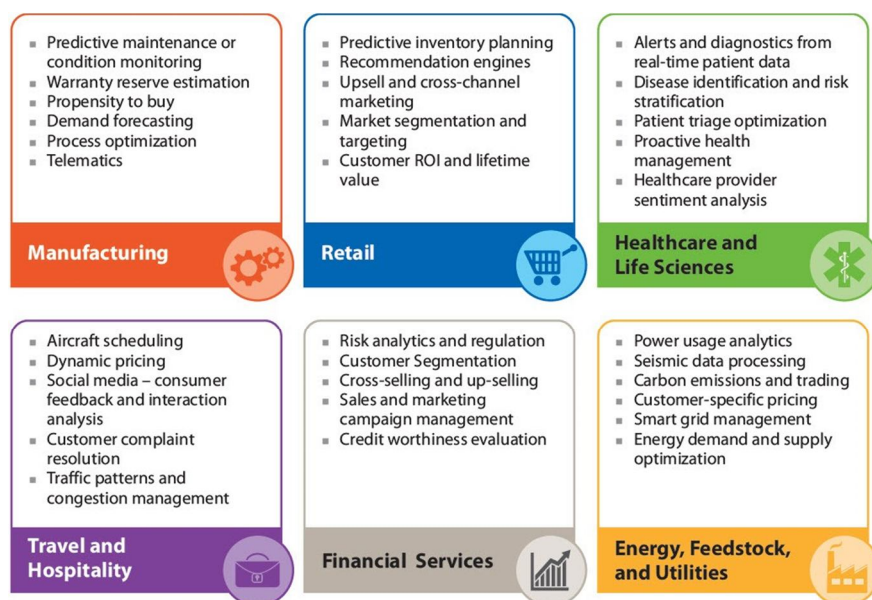 Predictive maintenance or
condition monitoring
Warranty reserve estimation
Propensity to buy
Demand forecasting
Process optimization
Telematics
Manufacturing
Predictive inventory planning
Recommendation engines
Upsell and cross-channel
marketing
Market segmentation and
targeting
Customer ROI and lifetime
value
Retail
Alerts and diagnostics from
real-time patient data
Disease identification and risk
stratification
Patient triage optimization
Proactive health
management
Healthcare provider
sentiment analysis
Healthcare and
Life Sciences
Aircraft scheduling
Dynamic pricing
Social media – consumer
feedback and interaction
analysis
Customer complaint
resolution
Traffic patterns and
congestion management
Travel and
Hospitality
Risk analytics and regulation
Customer Segmentation
Cross-selling and up-selling
Sales and marketing
campaign management
Credit worthiness evaluation
Financial Services
Power usage analytics
Seismic data processing
Carbon emissions and trading
Customer-specific pricing
Smart grid management
Energy demand and supply
optimization
Energy, Feedstock,
and Utilities